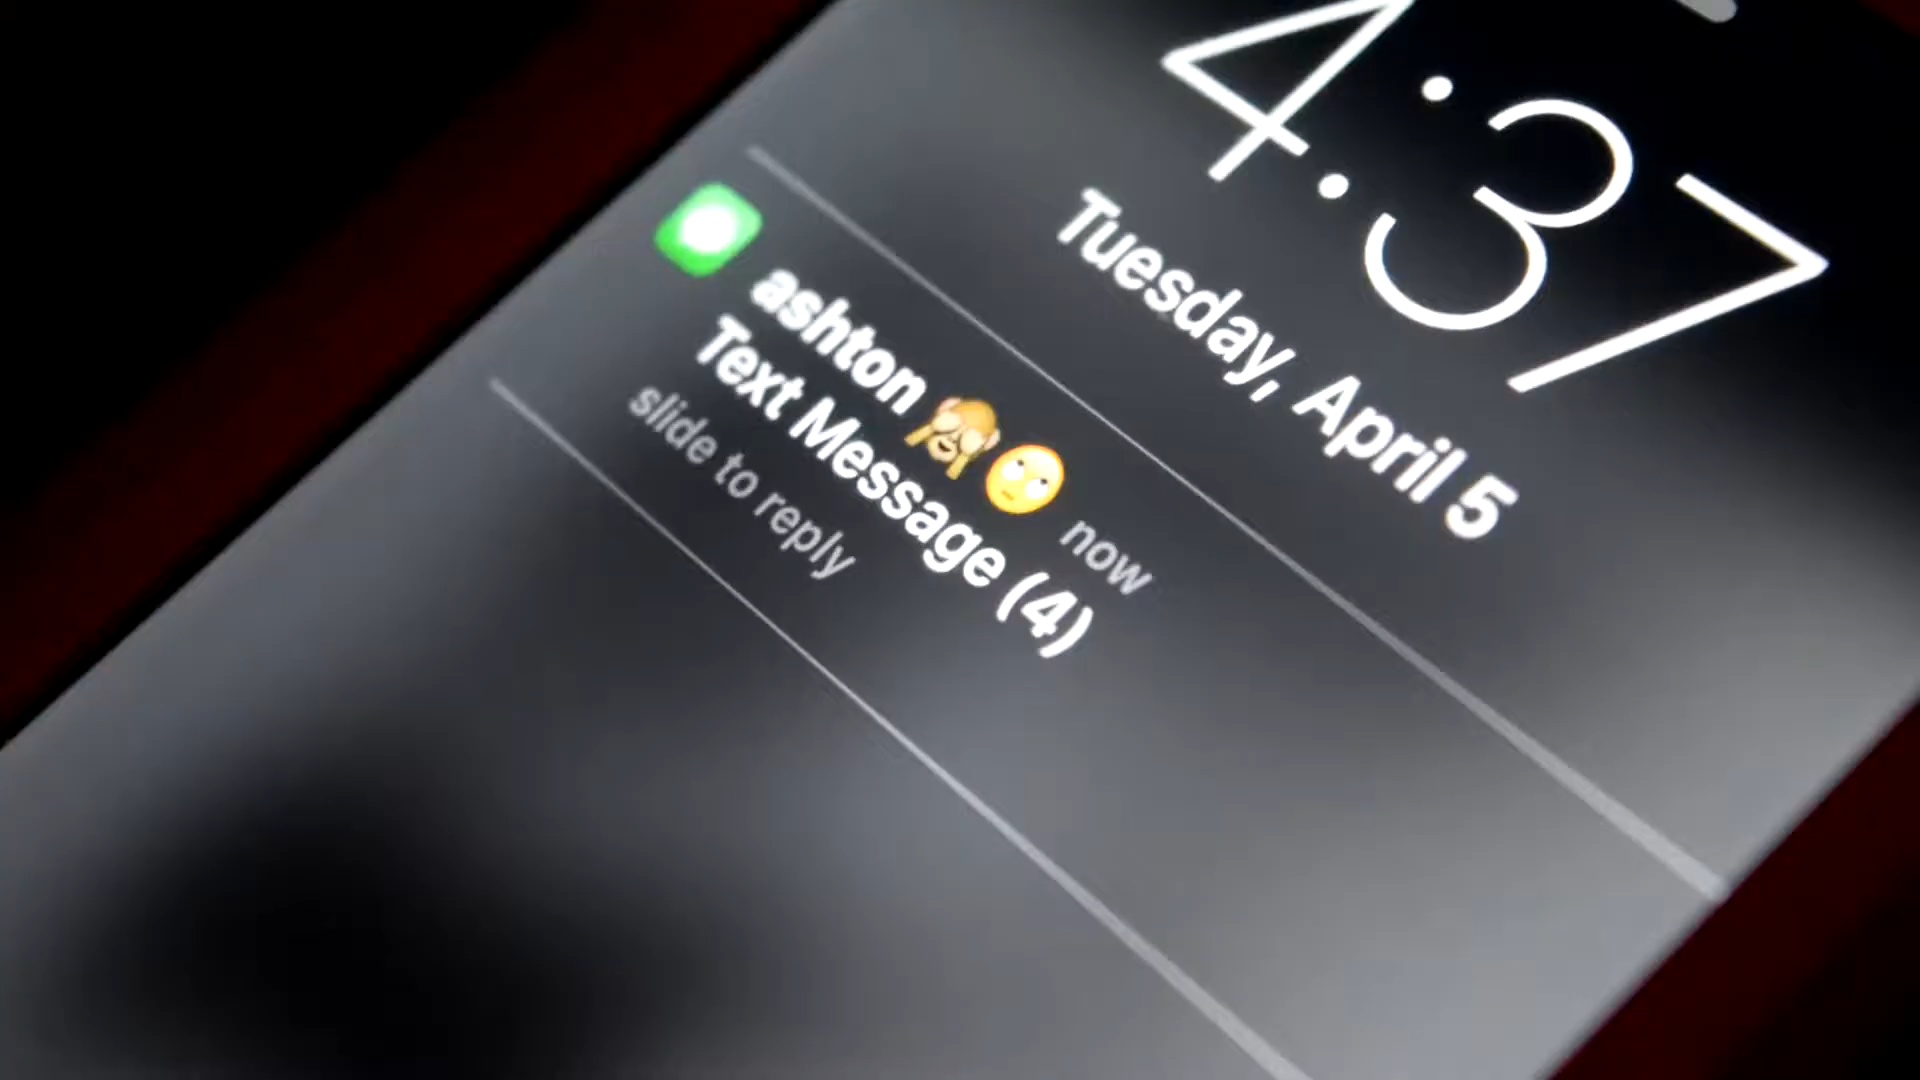 4:37
Tuesday, April 5
ashton 🙈🙄 now
Text Message (4)
slide to reply